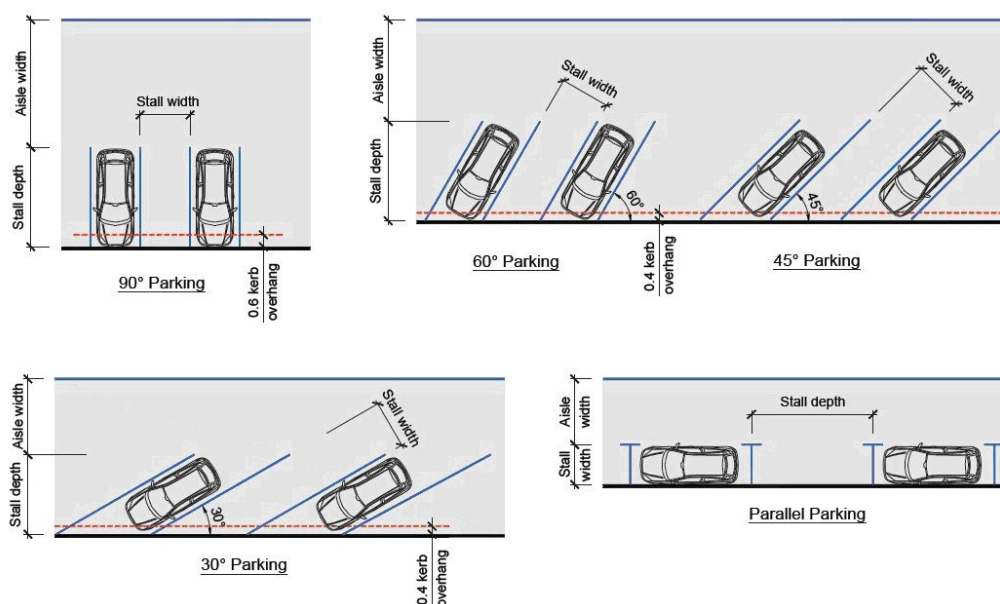 Aisle width
Stall depth
Stall width
90° Parking
0.6 kerb
overhang
Aisle width
Stall depth
Stall width
60°
60° Parking
0.4 kerb
overhang
Stall width
45°
45° Parking
Aisle width
Stall depth
Stall width
30°
30° Parking
0.4 kerb
overhang
Aisle
width
Stall
width
Stall depth
Parallel Parking